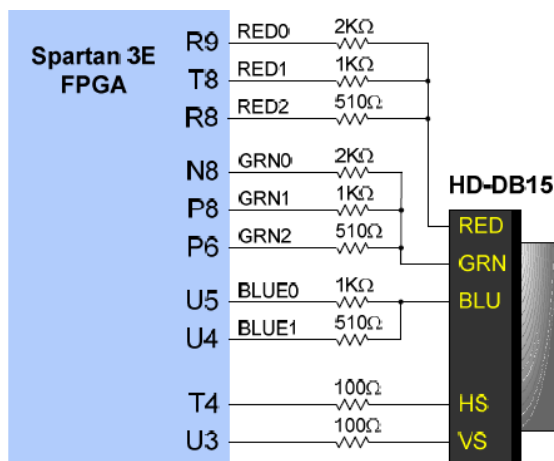 Spartan 3E
FPGA
R9 RED0 2KΩ
T8 RED1 1KΩ
R8 RED2 510Ω
N8 GRN0 2KΩ
P8 GRN1 1KΩ
P6 GRN2 510Ω
U5 BLUE0 1KΩ
U4 BLUE1 510Ω
T4 100Ω
U3 100Ω
HD-DB15
RED
GRN
BLU
HS
VS